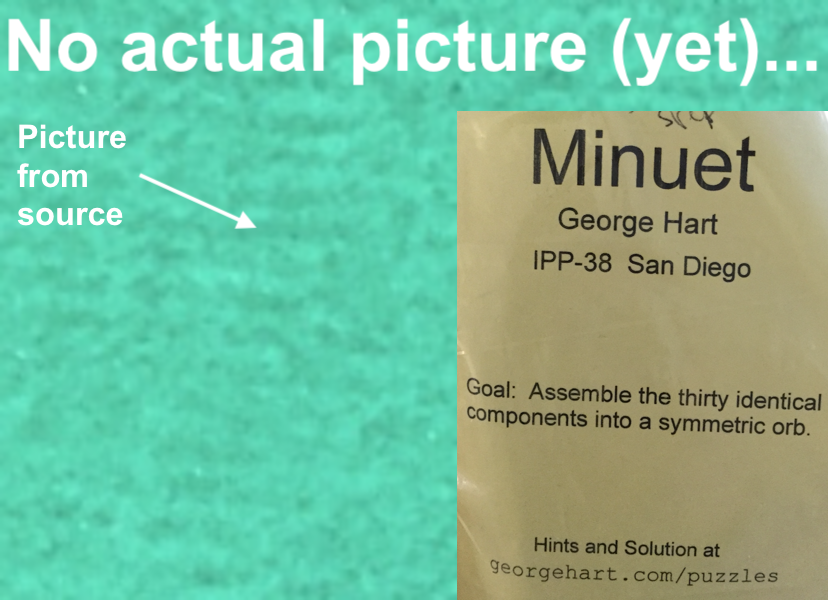 No actual picture (yet)...
Picture
from
source
Minuet
George Hart
IPP-38 San Diego
Goal: Assemble the thirty identical
components into a symmetric orb.
Hints and Solution at
georgehart.com/puzzles